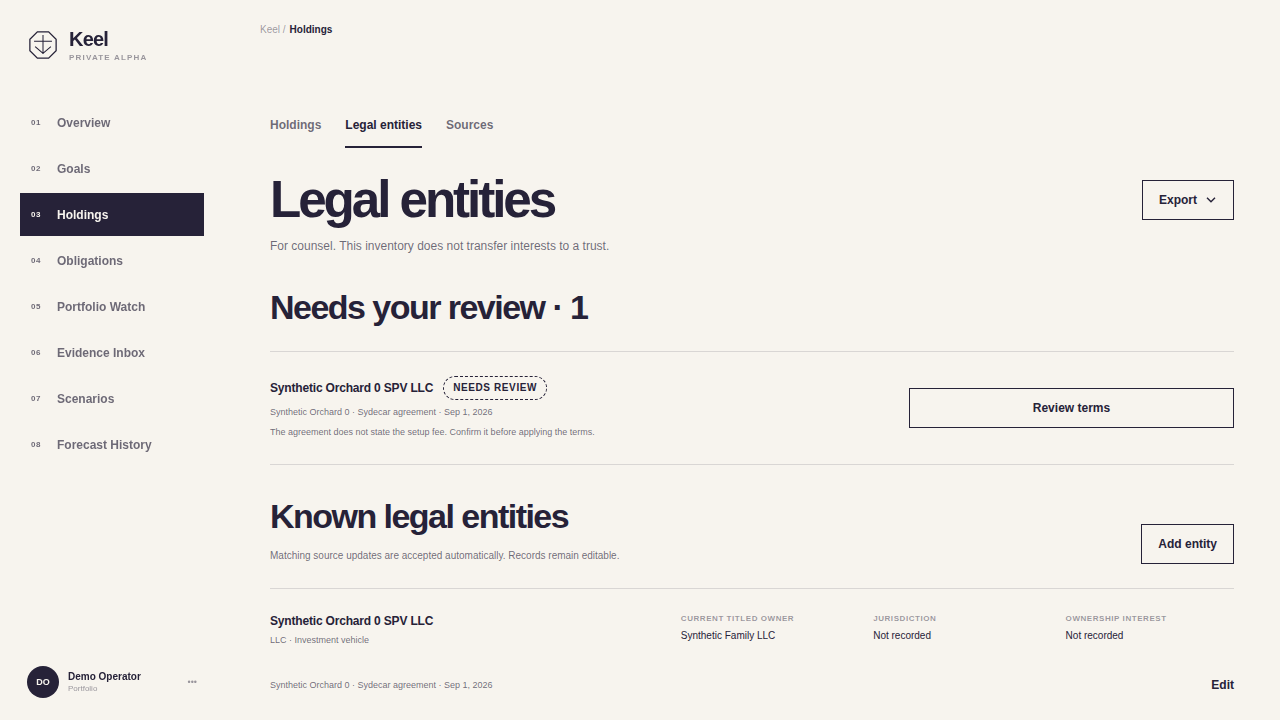 Keel
PRIVATE ALPHA
01 Overview
02 Goals
03 Holdings
04 Obligations
05 Portfolio Watch
06 Evidence Inbox
07 Scenarios
08 Forecast History
DO
Demo Operator
Portfolio
Keel / Holdings
Holdings Legal entities Sources
Legal entities
Export
For counsel. This inventory does not transfer interests to a trust.
Needs your review · 1
Synthetic Orchard 0 SPV LLC NEEDS REVIEW
Synthetic Orchard 0 · Sydecar agreement · Sep 1, 2026
The agreement does not state the setup fee. Confirm it before applying the terms.
Review terms
Known legal entities
Matching source updates are accepted automatically. Records remain editable.
Add entity
Synthetic Orchard 0 SPV LLC
LLC · Investment vehicle
CURRENT TITLED OWNER
Synthetic Family LLC
JURISDICTION
Not recorded
OWNERSHIP INTEREST
Not recorded
Synthetic Orchard 0 · Sydecar agreement · Sep 1, 2026
Edit